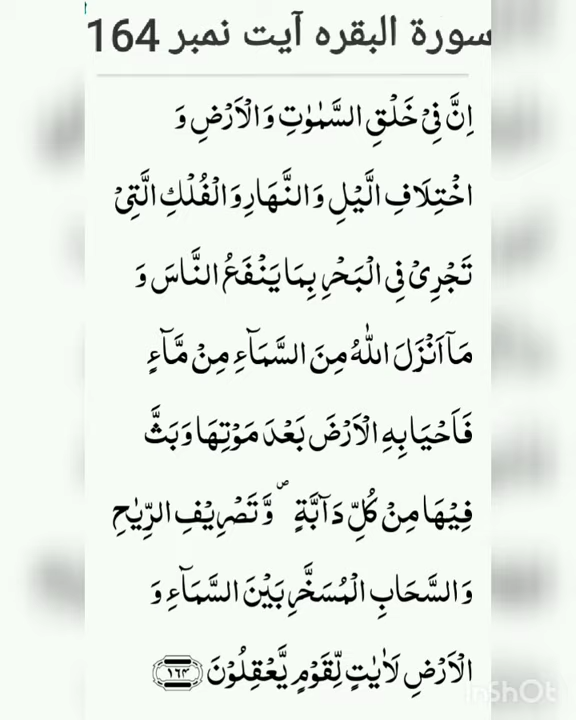 سورة البقره آیت نمبر 164
اِنَّ فِیْ خَلْقِ السَّمٰوٰتِ وَالْاَرْضِ وَ
اخْتِلَافِ الَّیْلِ وَالنَّهَارِ وَالْفُلْكِ الَّتِیْ
تَجْرِیْ فِی الْبَحْرِ بِمَا یَنْفَعُ النَّاسَ وَ
مَاۤ اَنْزَلَ اللّٰهُ مِنَ السَّمَآءِ مِنْ مَّآءٍ
فَاَحْیَا بِهِ الْاَرْضَ بَعْدَ مَوْتِهَا وَبَثَّ
فِیْهَا مِنْ كُلِّ دَآبَّةٍ ۪ وَّتَصْرِیْفِ الرِّیٰحِ
وَالسَّحَابِ الْمُسَخَّرِ بَیْنَ السَّمَآءِ وَ
الْاَرْضِ لَاٰیٰتٍ لِّقَوْمٍ یَّعْقِلُوْنَ ۱۶۴
InShOt